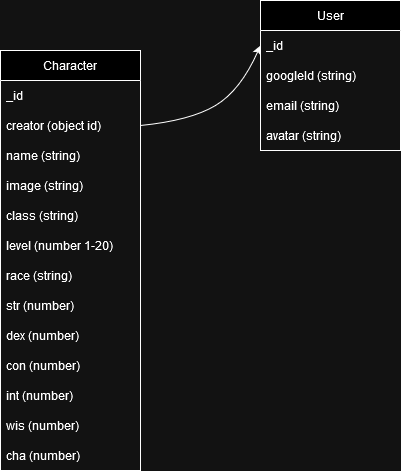 User
_id
googleId (string)
email (string)
avatar (string)
Character
_id
creator (object id)
name (string)
image (string)
class (string)
level (number 1-20)
race (string)
str (number)
dex (number)
con (number)
int (number)
wis (number)
cha (number)